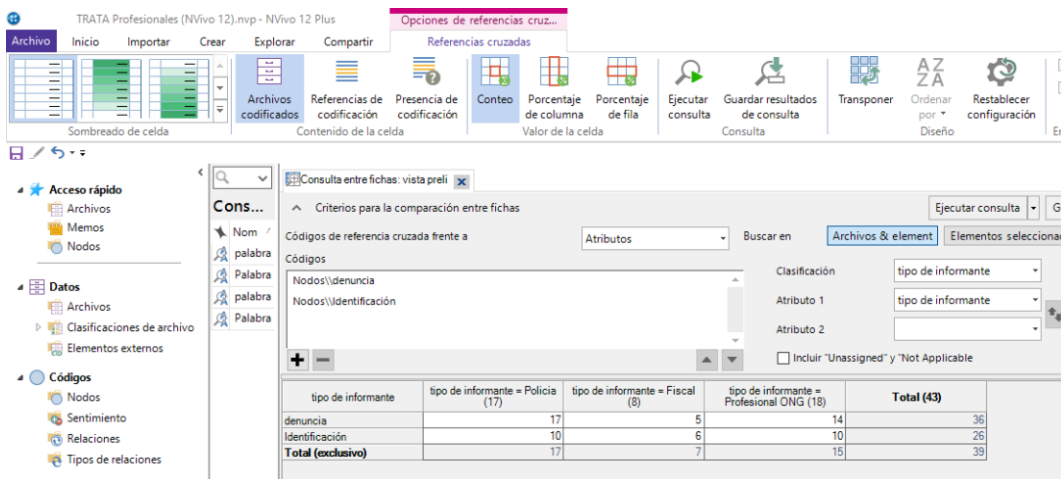 TRATA Profesionales (NVivo 12).nvp - NVivo 12 Plus
Opciones de referencias cruz...
Archivo Inicio Importar Crear Explorar Compartir Referencias cruzadas
Archivos codificados
Referencias de codificación
Presencia de codificación
Conteo
Porcentaje de columna
Porcentaje de fila
Ejecutar consulta
Guardar resultados de consulta
Transponer
Ordenar por
Restablecer configuración
Sombreado de celda
Contenido de la celda
Valor de la celda
Consulta
Diseño
Acceso rápido
Archivos
Memos
Nodos
Datos
Archivos
Clasificaciones de archivo
Elementos externos
Códigos
Nodos
Sentimiento
Relaciones
Tipos de relaciones
Cons...
Nom
palabra
Palabra
palabra
Palabra
Consulta entre fichas: vista preli
Criterios para la comparación entre fichas
Ejecutar consulta
Códigos de referencia cruzada frente a
Atributos
Buscar en
Archivos & element
Elementos seleccionad
Códigos
Nodos\\denuncia
Nodos\\Identificación
Clasificación tipo de informante
Atributo 1 tipo de informante
Atributo 2
Incluir "Unassigned" y "Not Applicable
tipo de informante
tipo de informante = Policia (17)
tipo de informante = Fiscal (8)
tipo de informante = Profesional ONG (18)
Total (43)
denuncia 17 5 14 36
Identificación 10 6 10 26
Total (exclusivo) 17 7 15 39